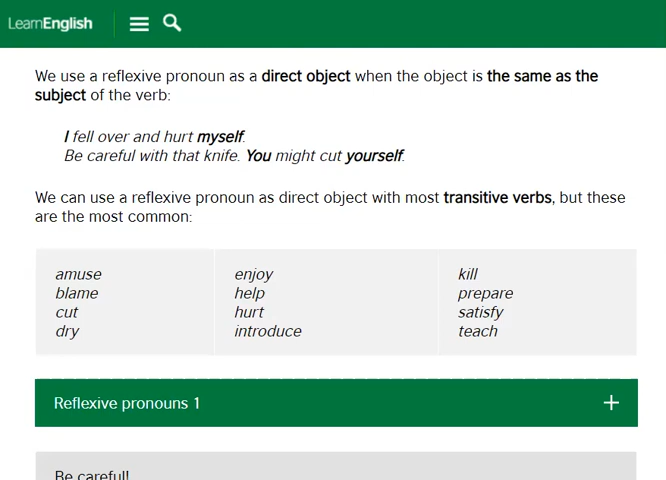 LearnEnglish
We use a reflexive pronoun as a direct object when the object is the same as the
subject of the verb:
I fell over and hurt myself.
Be careful with that knife. You might cut yourself.
We can use a reflexive pronoun as direct object with most transitive verbs, but these
are the most common:
amuse
blame
cut
dry
enjoy
help
hurt
introduce
kill
prepare
satisfy
teach
Reflexive pronouns 1
Be careful!